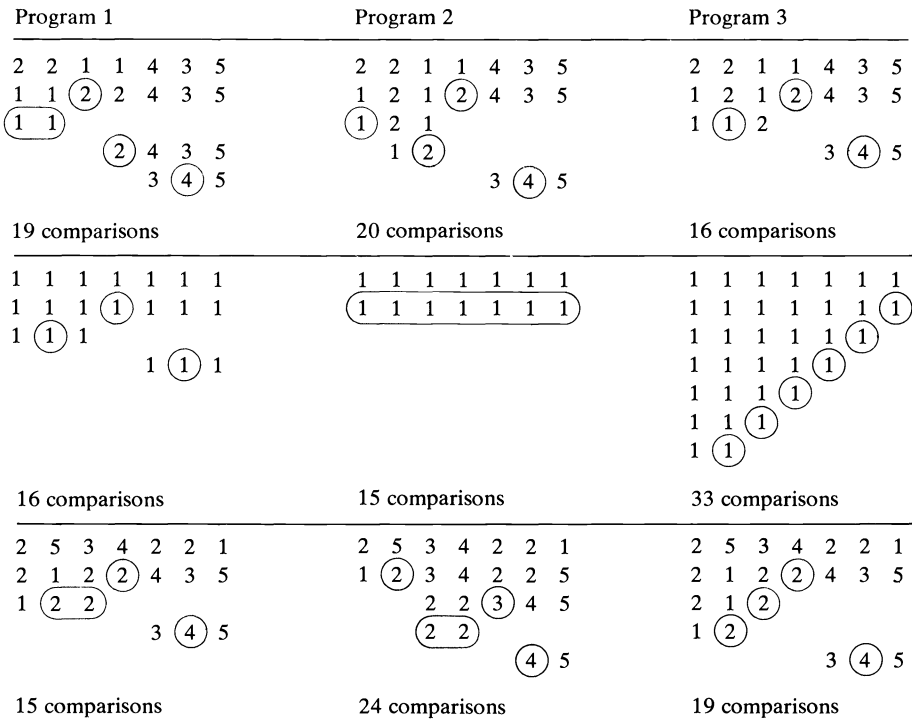 Program 1 Program 2 Program 3
2 2 1 1 4 3 5 2 2 1 1 4 3 5 2 2 1 1 4 3 5
1 1 2 2 4 3 5 1 2 1 2 4 3 5 1 2 1 2 4 3 5
1 1 1 2 1 1 1 2
2 4 3 5 1 2 3 4 5
3 4 5 3 4 5
19 comparisons 20 comparisons 16 comparisons
1 1 1 1 1 1 1 1 1 1 1 1 1 1 1 1 1 1 1 1 1
1 1 1 1 1 1 1 1 1 1 1 1 1 1 1 1 1 1 1 1 1
1 1 1 1 1 1 1 1 1
1 1 1 1 1 1 1 1
1 1 1 1
1 1 1
1 1
16 comparisons 15 comparisons 33 comparisons
2 5 3 4 2 2 1 2 5 3 4 2 2 1 2 5 3 4 2 2 1
2 1 2 2 4 3 5 1 2 3 4 2 2 5 2 1 2 2 4 3 5
1 2 2 2 2 3 4 5 2 1 2
3 4 5 2 2 1 2
4 5 3 4 5
15 comparisons 24 comparisons 19 comparisons